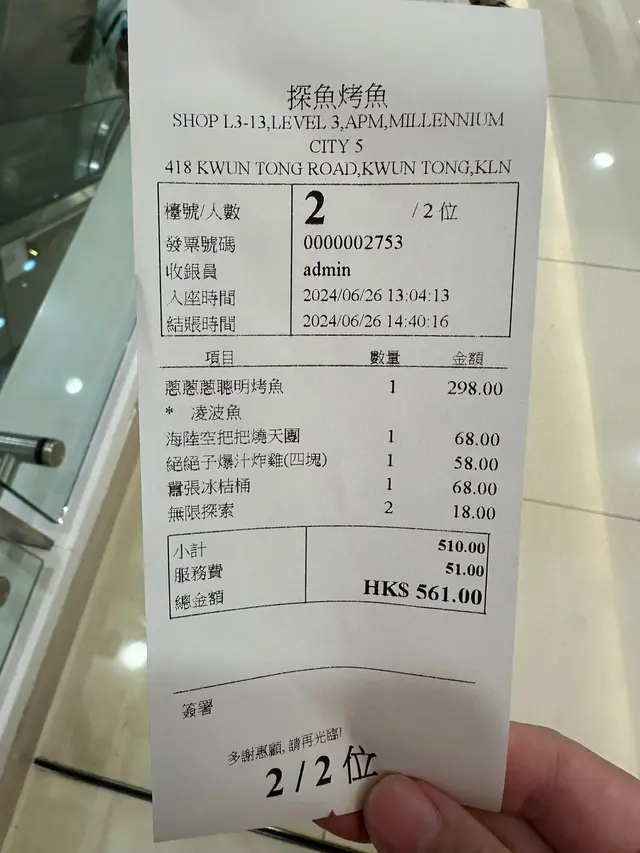 探魚烤魚
SHOP L3-13,LEVEL 3,APM,MILLENNIUM
CITY 5
418 KWUN TONG ROAD,KWUN TONG,KLN
檯號/人數 2 / 2 位
發票號碼 0000002753
收銀員 admin
入座時間 2024/06/26 13:04:13
結賬時間 2024/06/26 14:40:16
項目 數量 金額
蔥蔥蔥聰明烤魚 1 298.00
* 凌波魚
海陸空把把燒天團 1 68.00
絕絕子爆汁炸雞(四塊) 1 58.00
囂張冰桔桶 1 68.00
無限探索 2 18.00
小計 510.00
服務費 51.00
總金額 HK$ 561.00
簽署
多謝惠顧, 請再光臨!
2 / 2 位